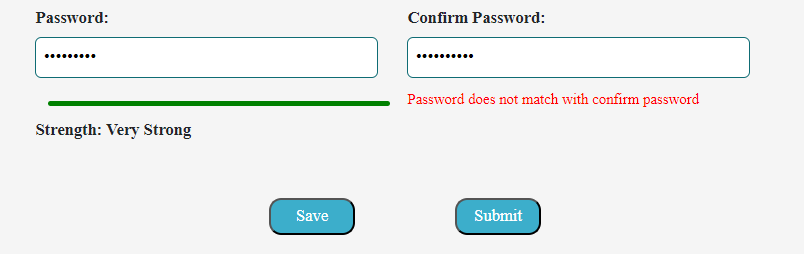 Password:
Confirm Password:
•••••••••
••••••••••
Password does not match with confirm password
Strength: Very Strong
Save
Submit